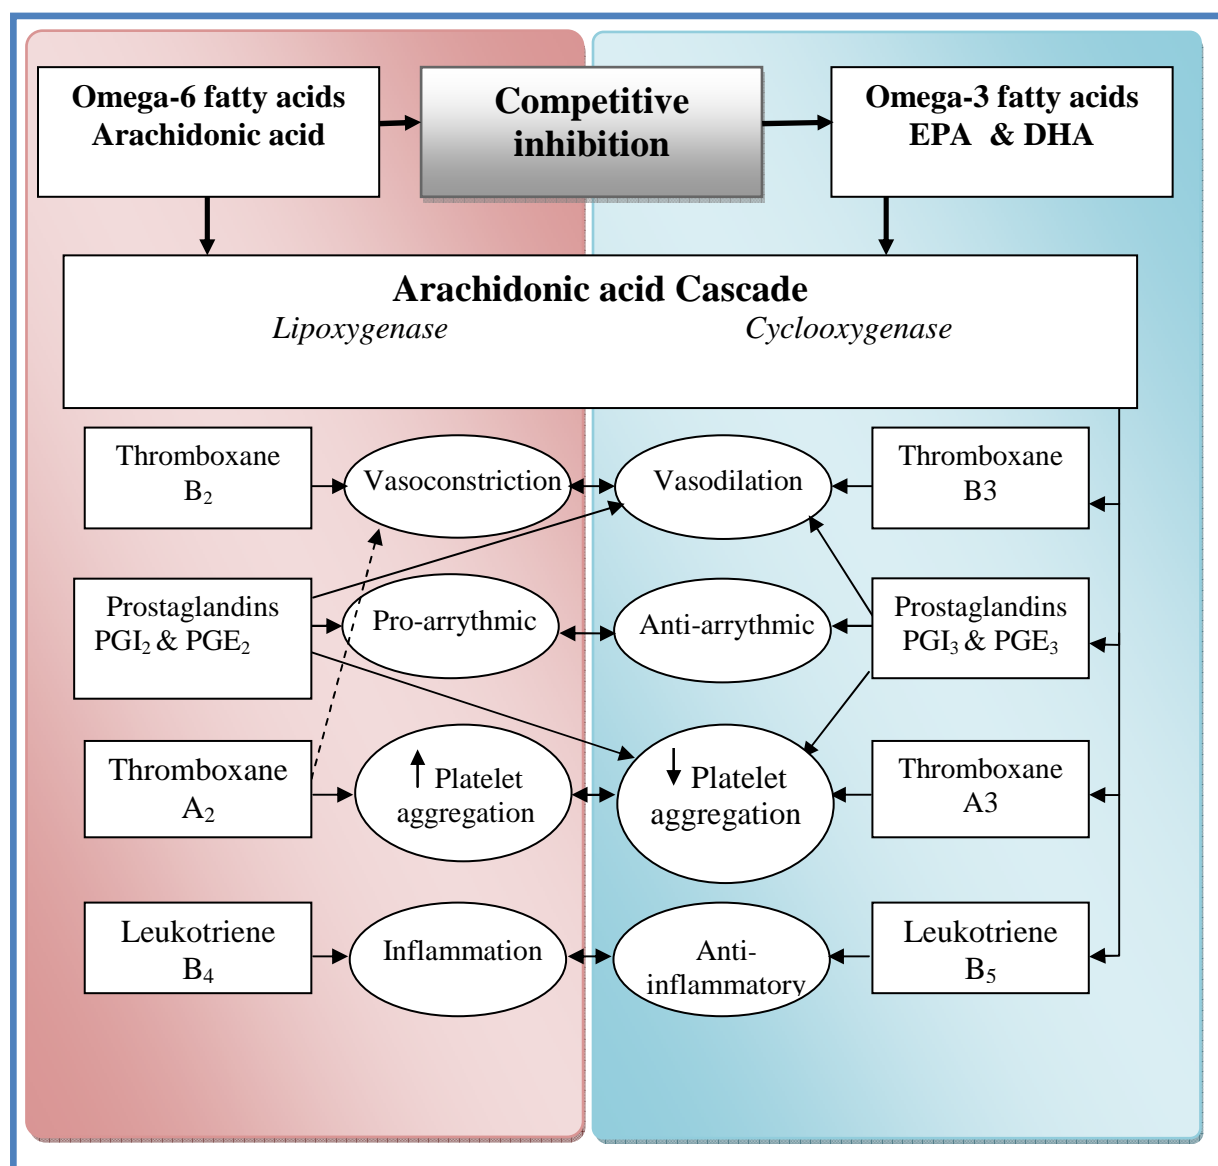 Omega-6 fatty acids
Arachidonic acid
Competitive
inhibition
Omega-3 fatty acids
EPA & DHA
Arachidonic acid Cascade
Lipoxygenase
Cyclooxygenase
Thromboxane
B₂
Vasoconstriction
Vasodilation
Thromboxane
B3
Prostaglandins
PGI₂ & PGE₂
Pro-arrythmic
Anti-arrythmic
Prostaglandins
PGI₃ & PGE₃
Thromboxane
A₂
↑ Platelet
aggregation
↓ Platelet
aggregation
Thromboxane
A3
Leukotriene
B₄
Inflammation
Anti-
inflammatory
Leukotriene
B₅